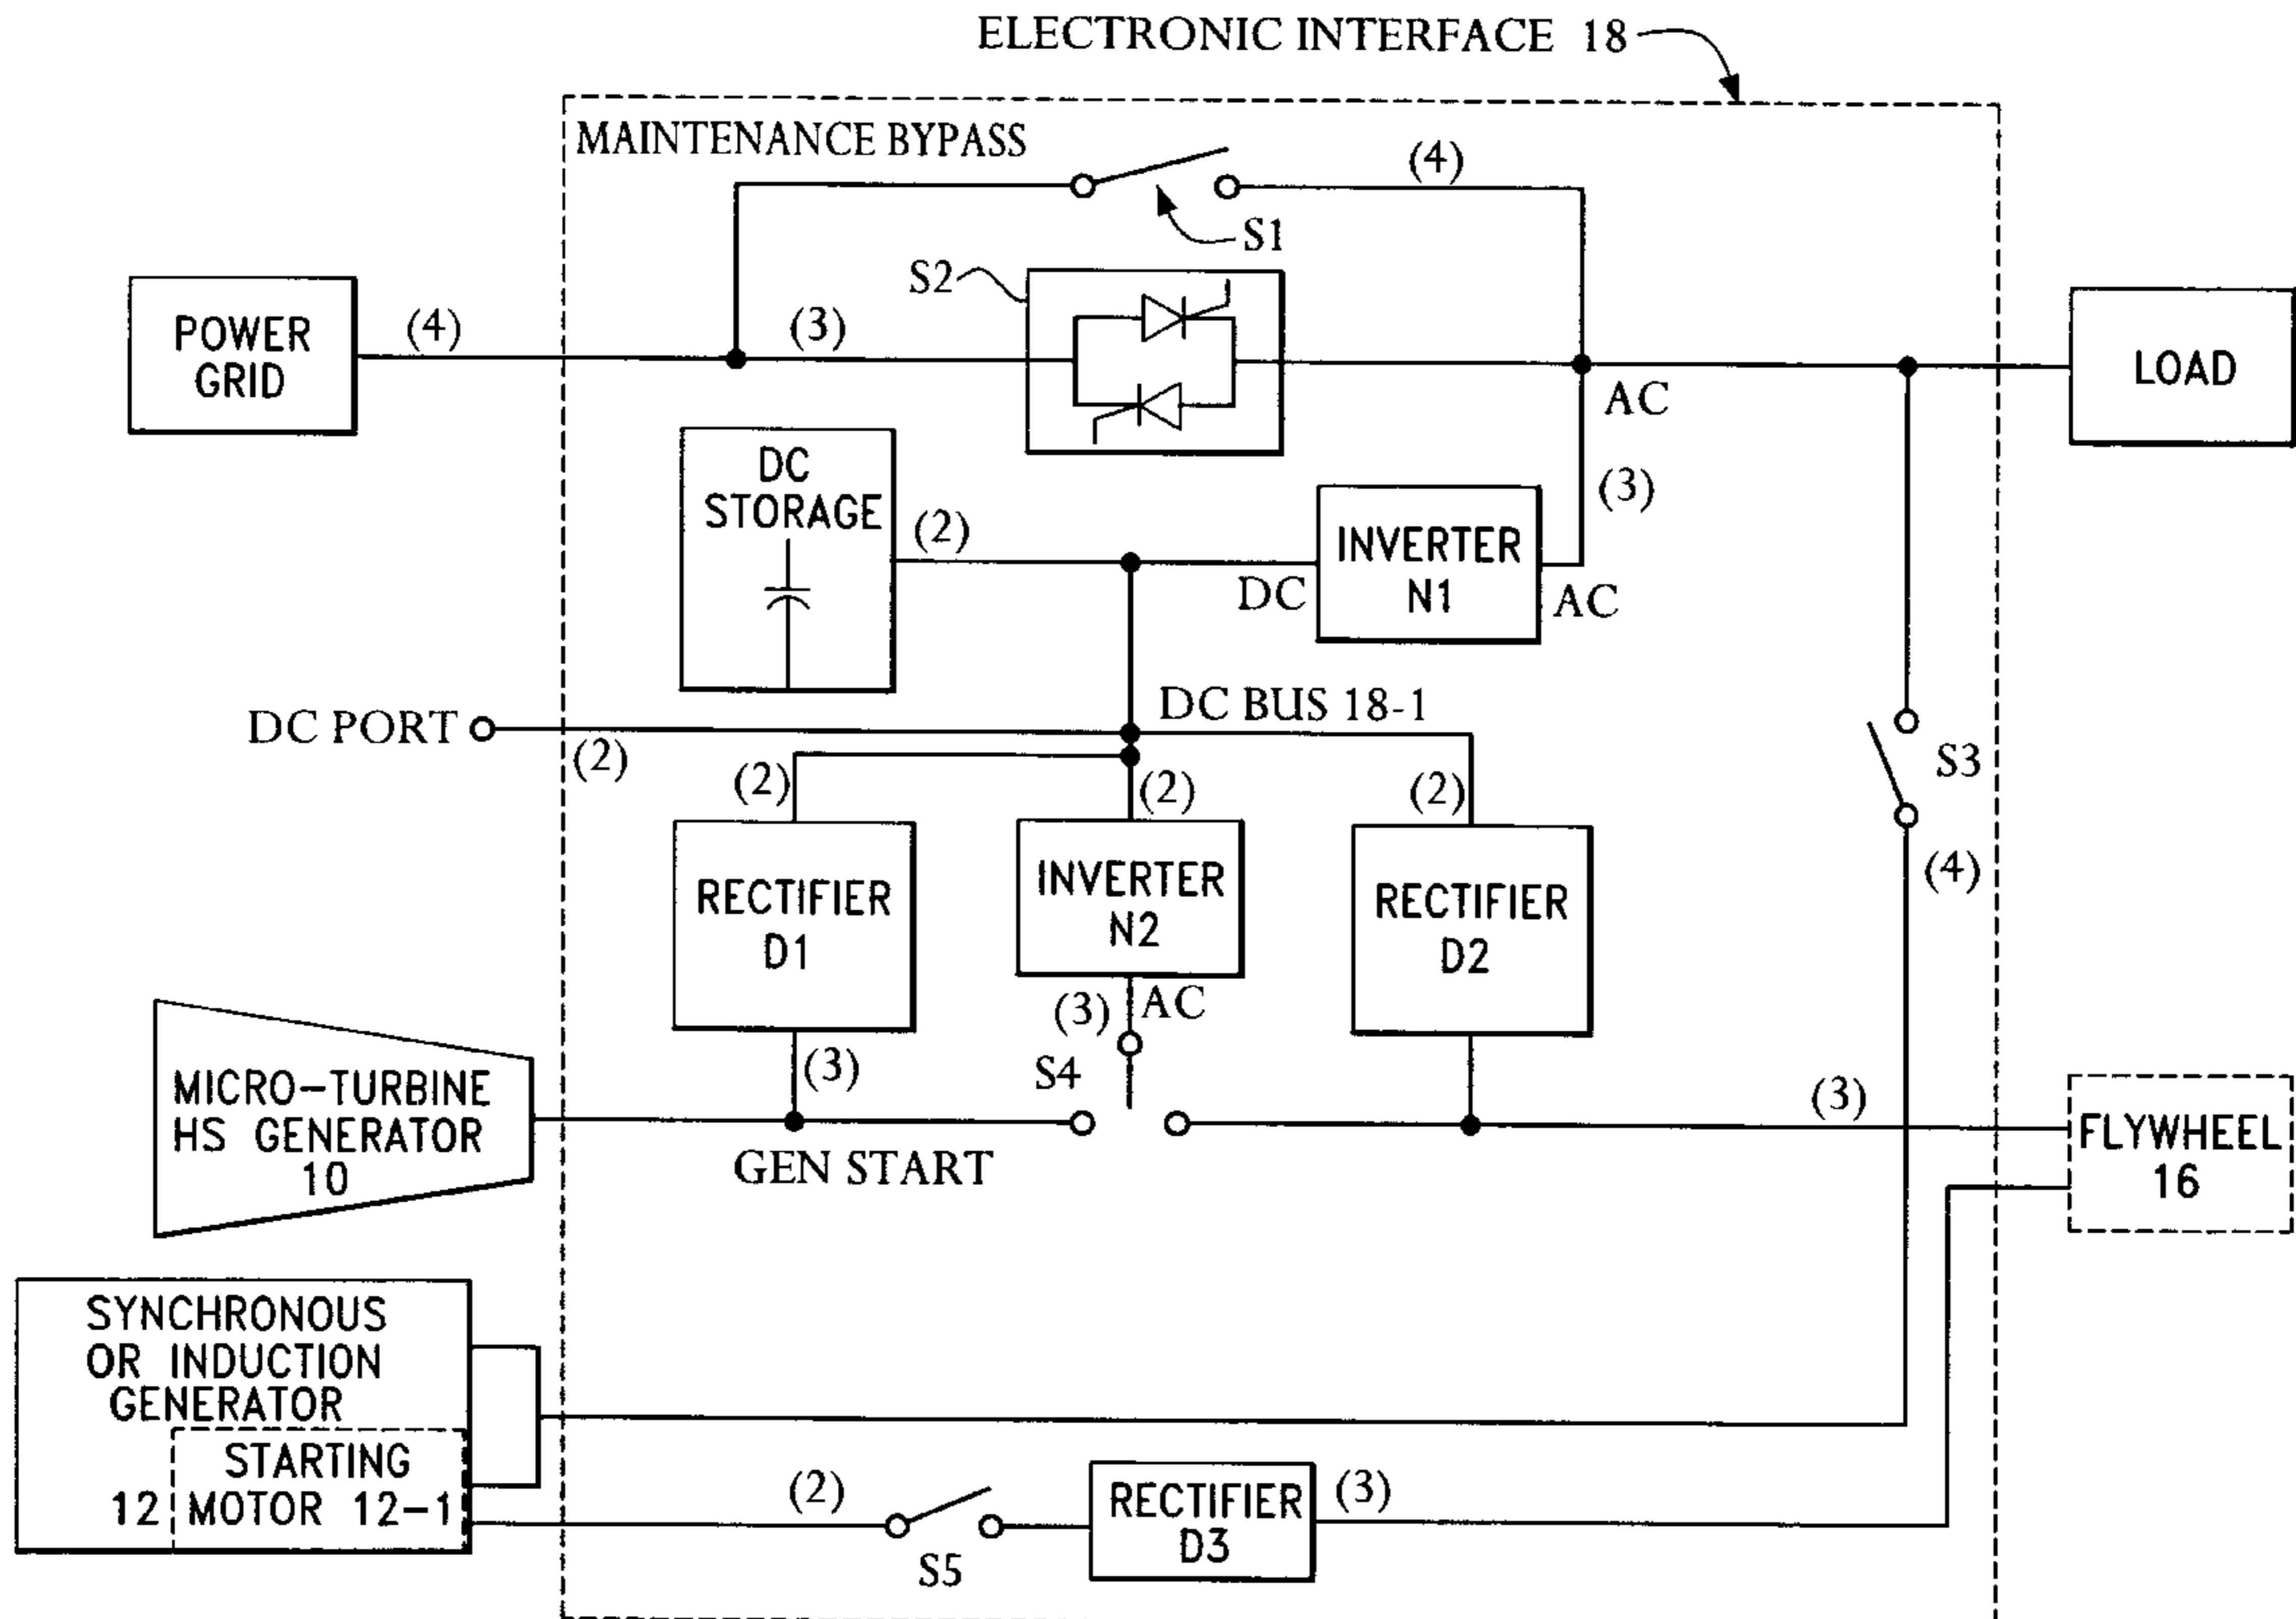 ELECTRONIC INTERFACE 18
MAINTENANCE BYPASS
(4)
S1
S2
POWER
GRID
(4)
(3)
LOAD
AC
DC
STORAGE
(2)
(3)
INVERTER
N1
DC
AC
DC BUS 18-1
DC PORT
(2)
S3
(2)
(2)
(2)
RECTIFIER
D1
INVERTER
N2
RECTIFIER
D2
(4)
(3)
AC
S4
(3)
(3)
MICRO-TURBINE
HS GENERATOR
10
GEN START
FLYWHEEL
16
SYNCHRONOUS
OR INDUCTION
GENERATOR
12
STARTING
MOTOR 12-1
(2)
S5
RECTIFIER
D3
(3)